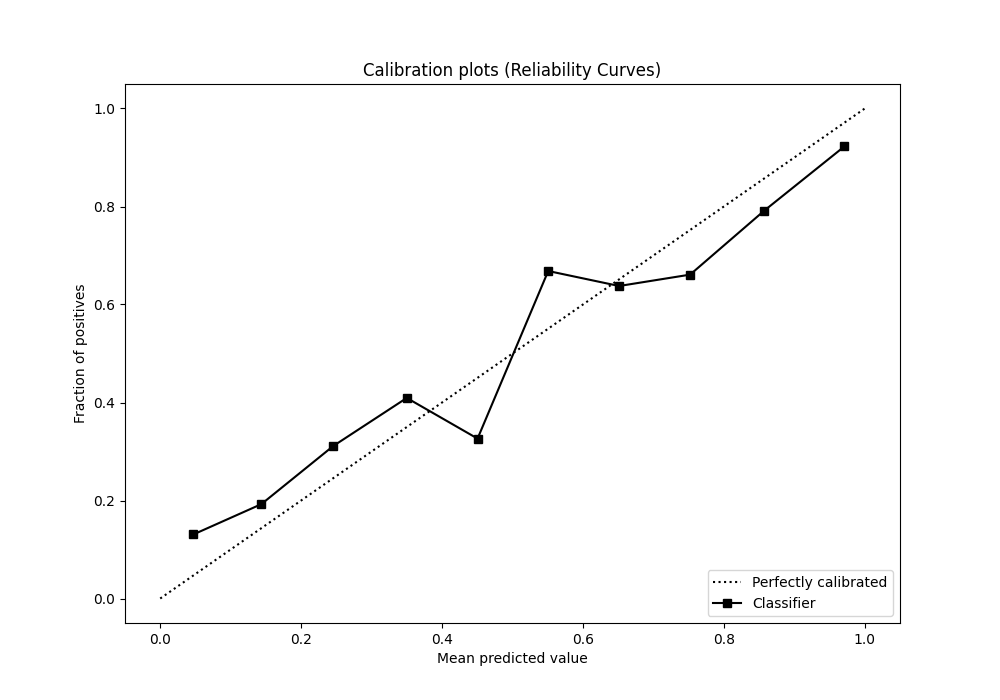 Calibration plots (Reliability Curves)
1.0
0.8
0.6
0.4
0.2
0.0
Fraction of positives
Perfectly calibrated
Classifier
0.0 0.2 0.4 0.6 0.8 1.0
Mean predicted value